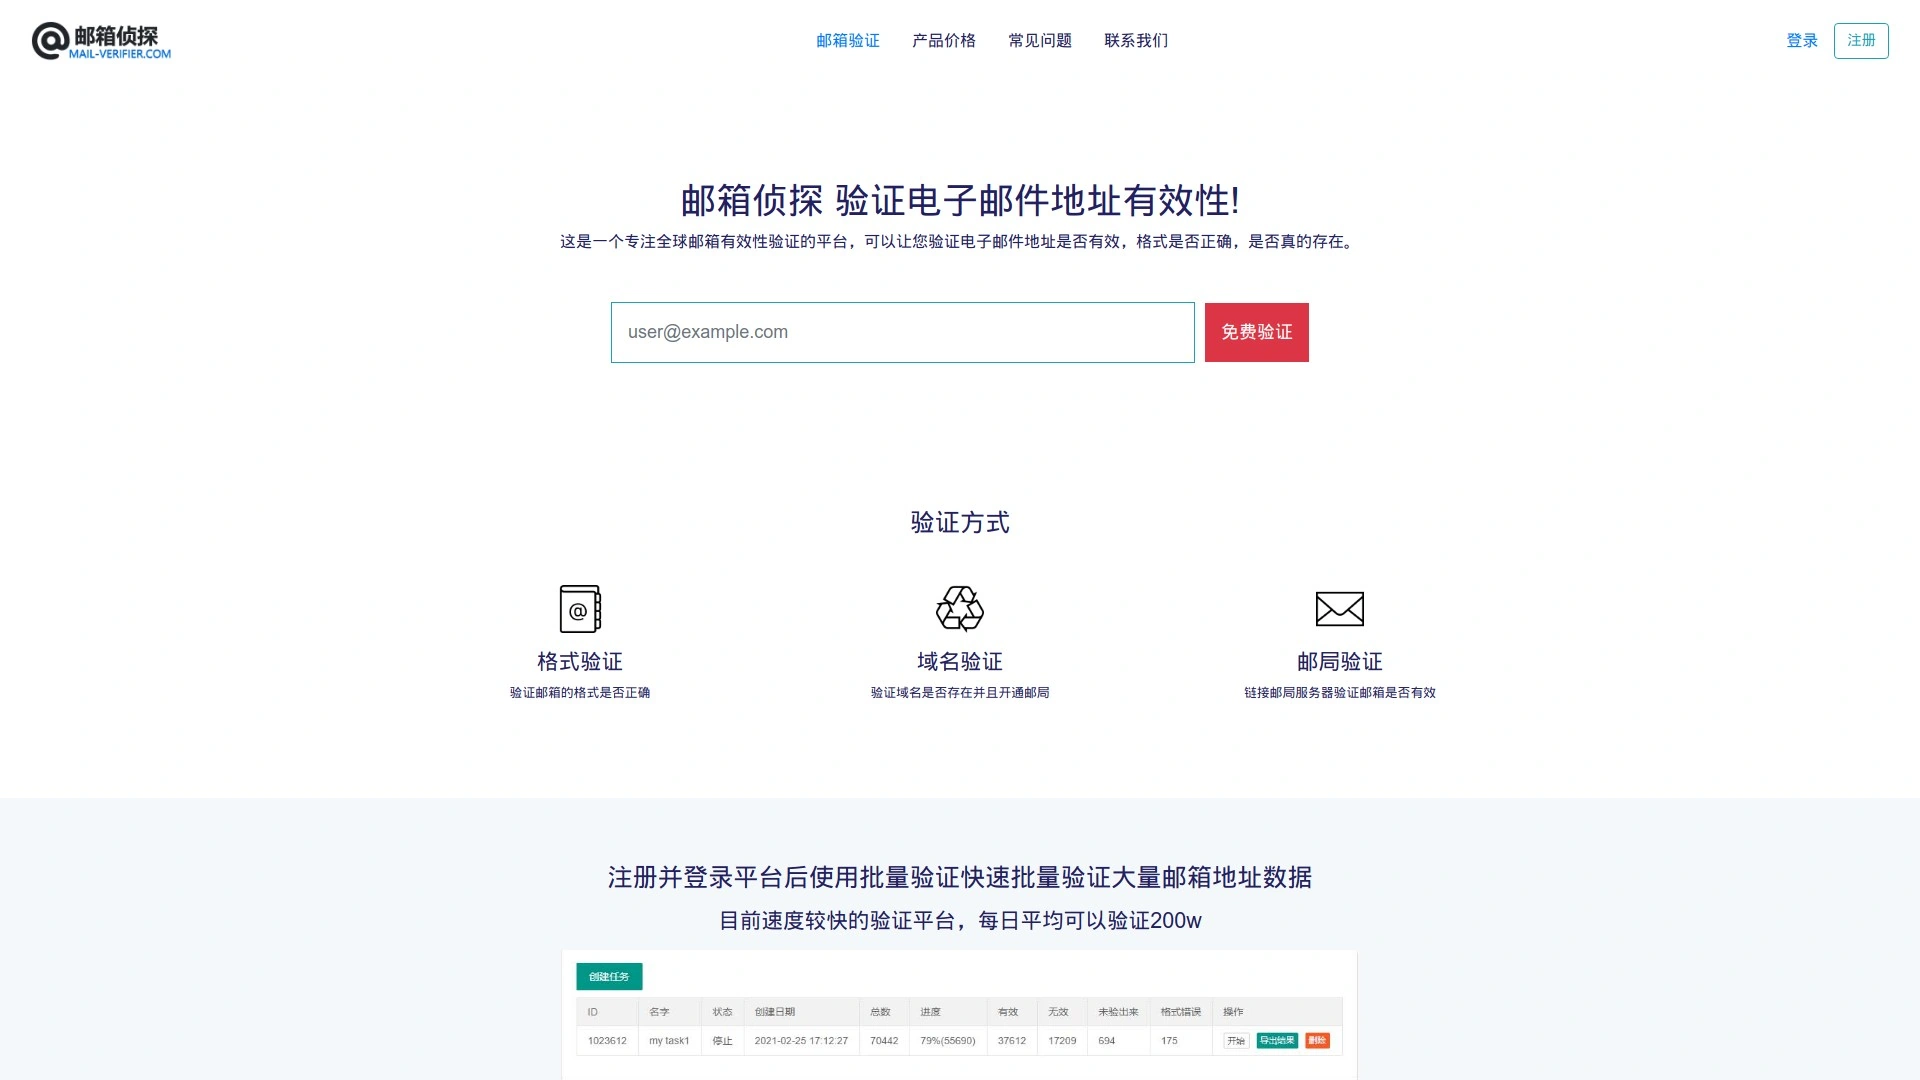 邮箱侦探
MAIL-VERIFIER.COM
邮箱验证 产品价格 常见问题 联系我们
登录 注册
邮箱侦探 验证电子邮件地址有效性!
这是一个专注全球邮箱有效性验证的平台，可以让您验证电子邮件地址是否有效，格式是否正确，是否真的存在。
user@example.com 免费验证
验证方式
@
格式验证 域名验证 邮局验证
验证邮箱的格式是否正确 验证域名是否存在并且开通邮局 链接邮局服务器验证邮箱是否有效
注册并登录平台后使用批量验证快速批量验证大量邮箱地址数据
目前速度较快的验证平台，每日平均可以验证200w
创建任务
ID 名字 状态 创建日期 总数 进度 有效 无效 未验出来 格式错误 操作
1023612 my task1 停止 2021-02-25 17:12:27 70442 79%(55690) 37612 17209 694 175 开始 导出结果 删除